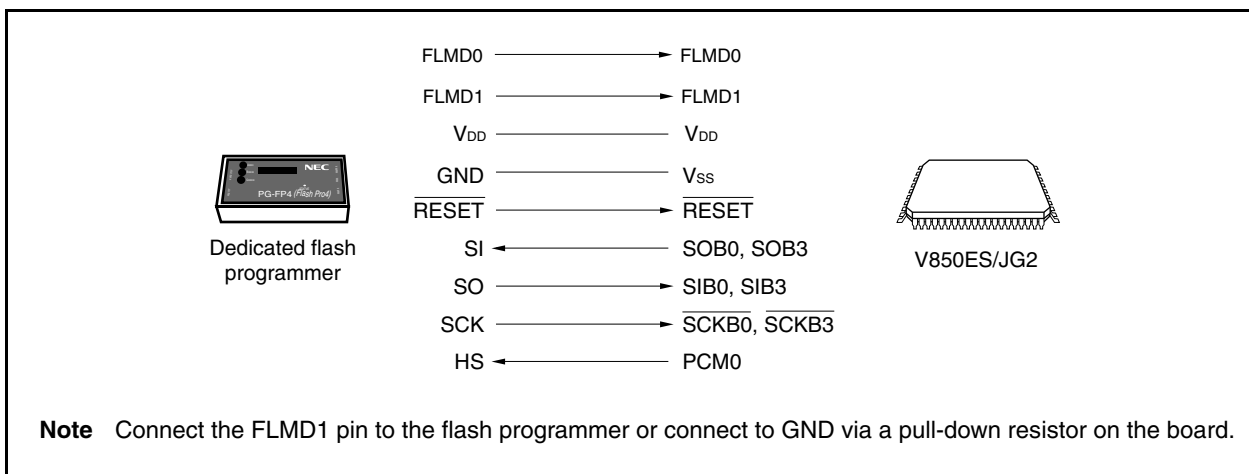 FLMD0 FLMD0
FLMD1 FLMD1
VDD VDD
GND VSS
RESET RESET
SI SOB0, SOB3
SO SIB0, SIB3
SCK SCKB0, SCKB3
HS PCM0
NEC
PG-FP4 (Flash Pro4)
Dedicated flash
programmer
V850ES/JG2
Note Connect the FLMD1 pin to the flash programmer or connect to GND via a pull-down resistor on the board.